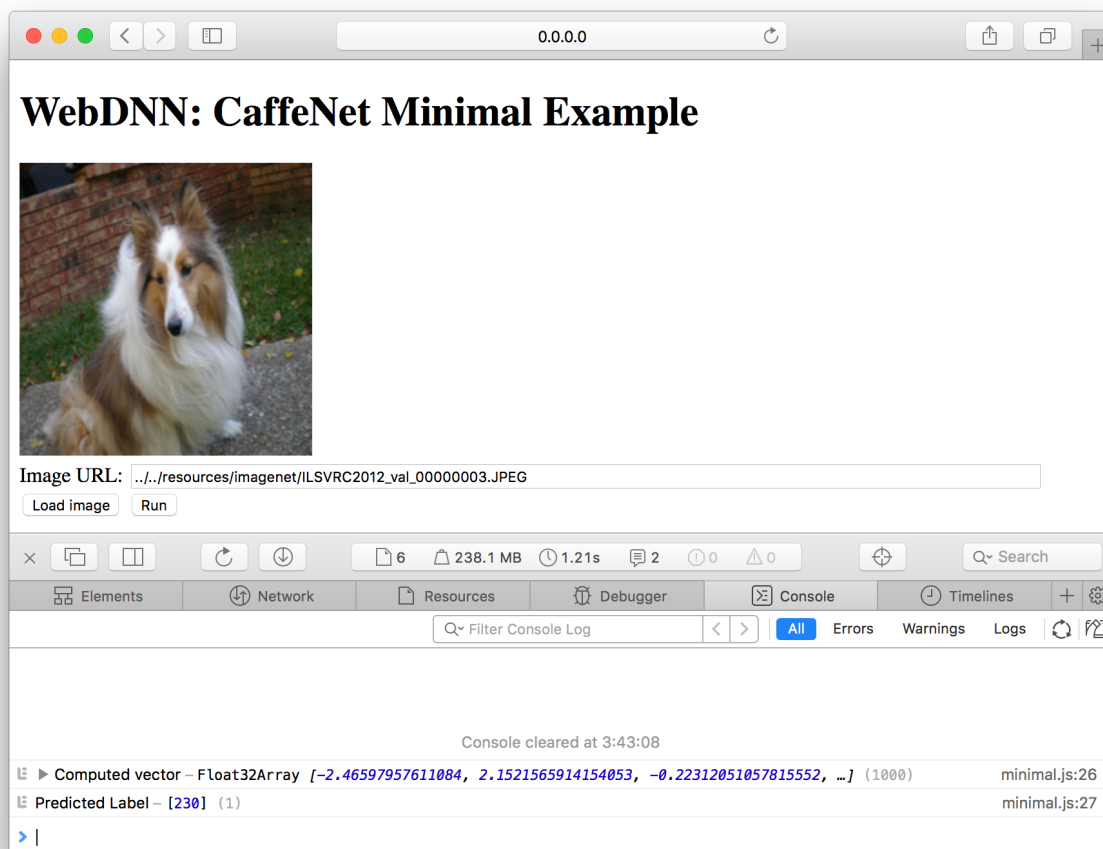 0.0.0.0
WebDNN: CaffeNet Minimal Example
Image URL: ../../resources/imagenet/ILSVRC2012_val_00000003.JPEG
Load image Run
6 238.1 MB 1.21s 2 0 0 Search
Elements Network Resources Debugger Console Timelines
Filter Console Log All Errors Warnings Logs
Console cleared at 3:43:08
Computed vector – Float32Array [-2.46597957611084, 2.1521565914154053, -0.22312051057815552, …] (1000) minimal.js:26
Predicted Label – [230] (1) minimal.js:27